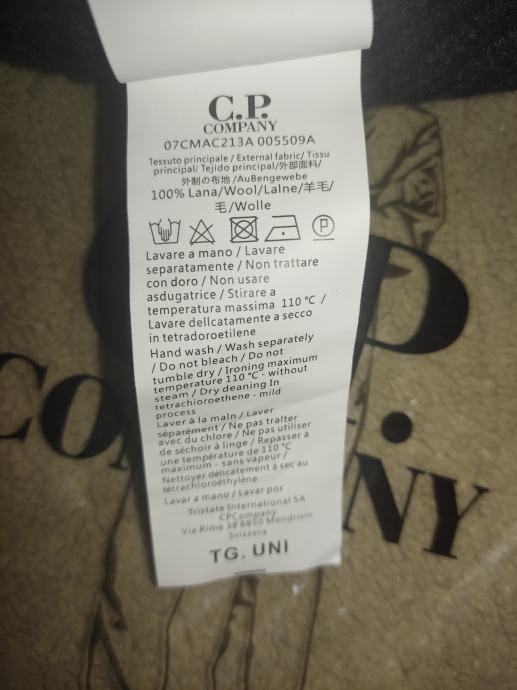 C.P.
COMPANY
07CMAC213A 005509A
Tessuto principale / External fabric / Tissu
principal / Tejido principal /外部面料/
外制の布地 /AuBengewebe
100% Lana/Wool/Lalne/羊毛/
毛/Wolle
P
Lavare a mano / Lavare
separatamente / Non trattare
con doro / Non usare
asdugatrice / Stirare a
temperatura massima 110 °C /
Lavare delicatamente a secco
in tetradoroetilene
Hand wash / Wash separately
/ Do not bleach / Do not
tumble dry / Ironing maximum
temperature 110 °C - without
steam / Dry deaning In
tetrachloroethene - mild
process
Laver à la maln / Laver
séparément / Ne pas tralter
avec du chlore / Ne pas utiliser
de séchoir à linge / Repasser à
une température de 110 °C
maximum - sans vapeur /
Nettoyer délicatement à sec au
tétrachloroéthylène
Lavar a mano / Lavar por
Tristate International SA
CPCompany
Via Rime 38 6850 Mendrisio
Svizzera
TG. UNI
P.
CO
NY